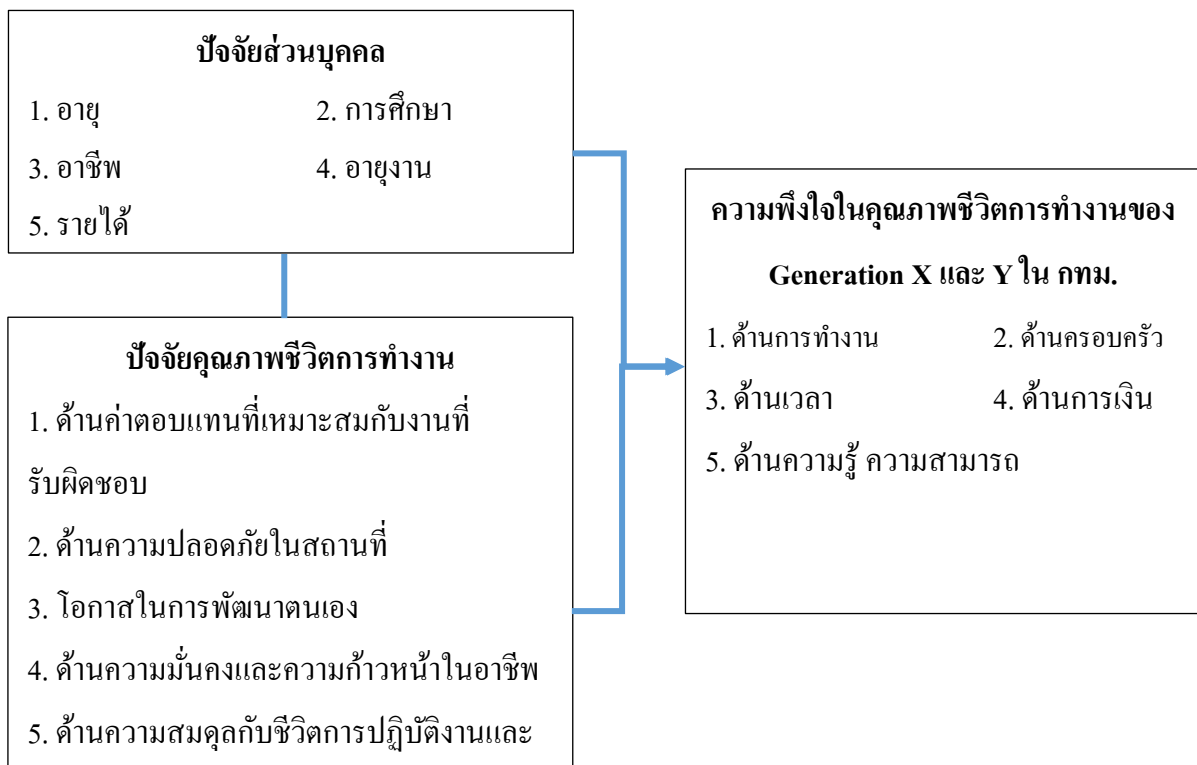 ปัจจัยส่วนบุคคล
1. อายุ 2. การศึกษา
3. อาชีพ 4. อายุงาน
5. รายได้
ปัจจัยคุณภาพชีวิตการทำงาน
1. ด้านค่าตอบแทนที่เหมาะสมกับงานที่
รับผิดชอบ
2. ด้านความปลอดภัยในสถานที่
3. โอกาสในการพัฒนาตนเอง
4. ด้านความมั่นคงและความก้าวหน้าในอาชีพ
5. ด้านความสมดุลกับชีวิตการปฏิบัติงานและ
ความพึงใจในคุณภาพชีวิตการทำงานของ
Generation X และ Y ใน กทม.
1. ด้านการทำงาน 2. ด้านครอบครัว
3. ด้านเวลา 4. ด้านการเงิน
5. ด้านความรู้ ความสามารถ